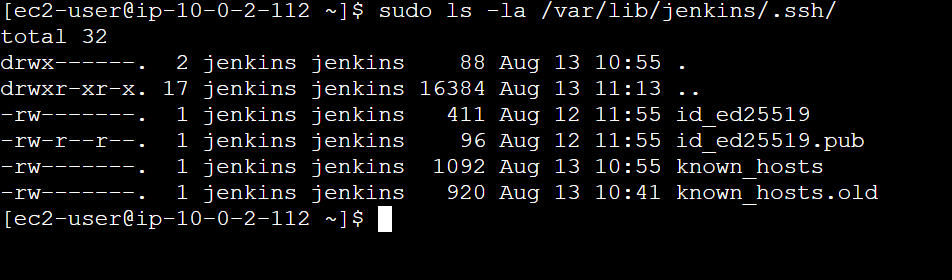 [ec2-user@ip-10-0-2-112 ~]$ sudo ls -la /var/lib/jenkins/.ssh/
total 32
drwx------.  2 jenkins jenkins    88 Aug 13 10:55 .
drwxr-xr-x. 17 jenkins jenkins 16384 Aug 13 11:13 ..
-rw-------.  1 jenkins jenkins   411 Aug 12 11:55 id_ed25519
-rw-r--r--.  1 jenkins jenkins    96 Aug 12 11:55 id_ed25519.pub
-rw-------.  1 jenkins jenkins  1092 Aug 13 10:55 known_hosts
-rw-------.  1 jenkins jenkins   920 Aug 13 10:41 known_hosts.old
[ec2-user@ip-10-0-2-112 ~]$